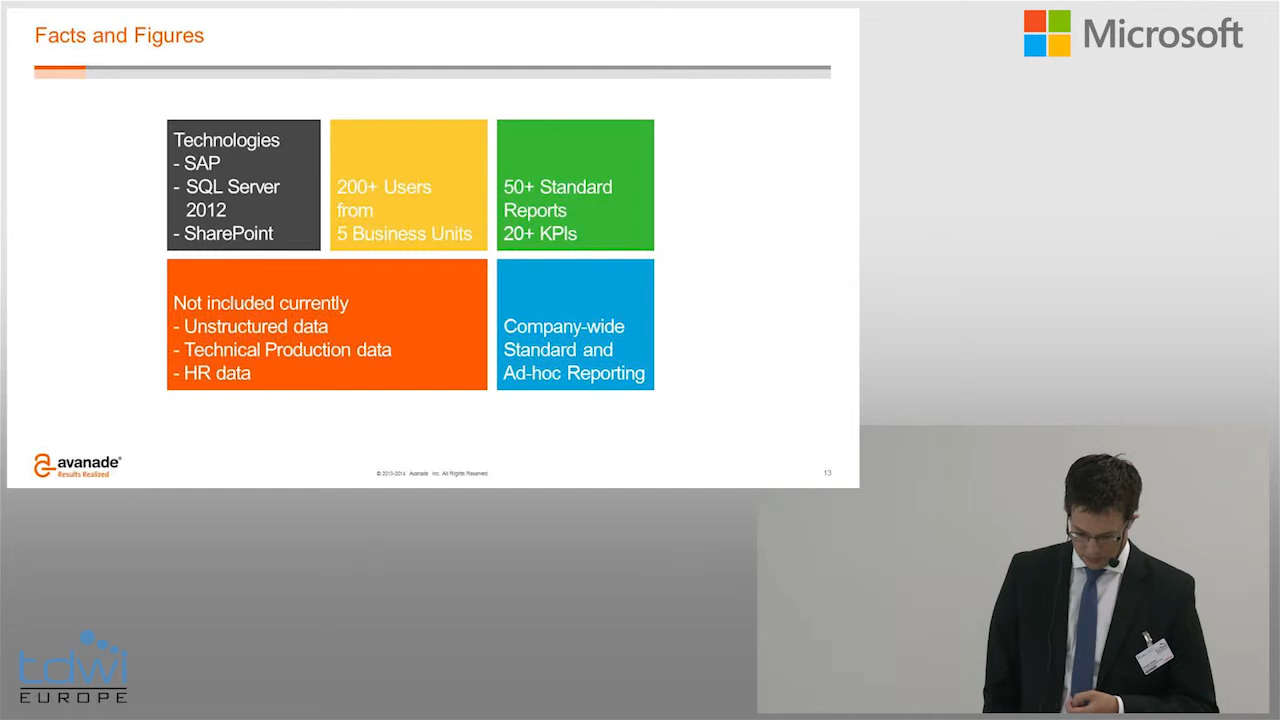 Facts and Figures
Microsoft
Technologies
- SAP
- SQL Server
2012
- SharePoint
200+ Users
from
5 Business Units
50+ Standard
Reports
20+ KPIs
Not included currently
- Unstructured data
- Technical Production data
- HR data
Company-wide
Standard and
Ad-hoc Reporting
avanade®
Results Realized
© 2013-2014 Avanade Inc. All Rights Reserved.
13
tdwi
EUROPE